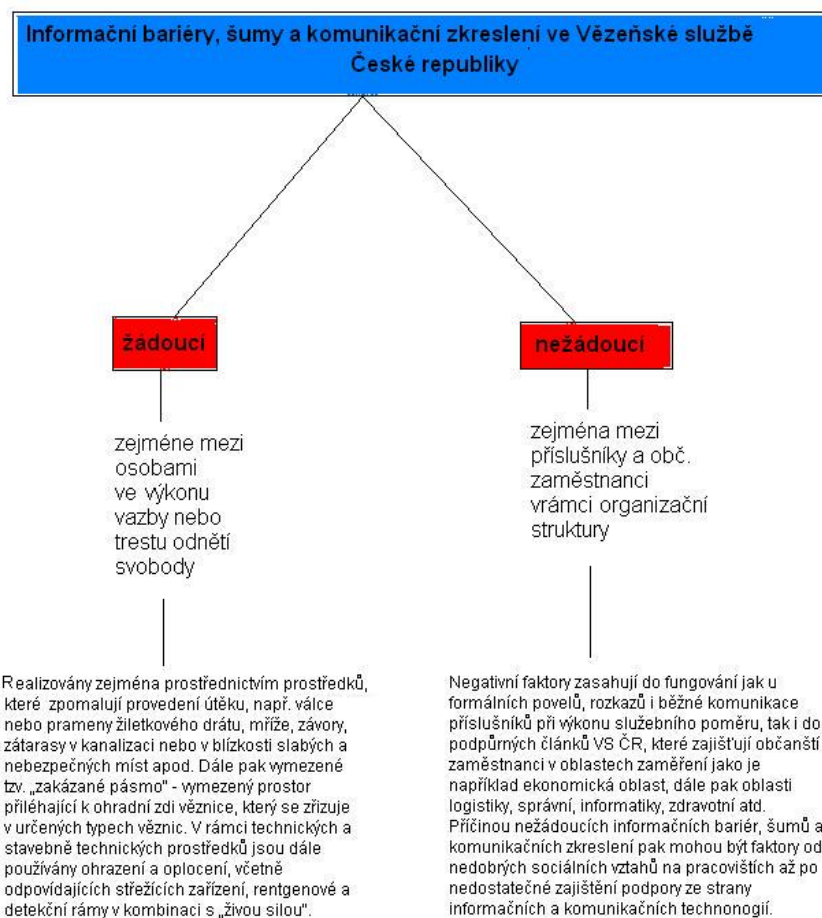 Informační bariéry, šumy a komunikační zkreslení ve Vězeňské službě
České republiky
žádoucí
zejméne mezi
osobami
ve výkonu
vazby nebo
trestu odnětí
svobody
Realizovány zejména prostřednictvím prostředků,
které zpomalují provedení útěku, např. válce
nebo prameny žiletkového drátu, mříže, závory,
zátarasy v kanalizaci nebo v blízkosti slabých a
nebezpečných míst apod. Dále pak vymezené
tzv. „zakázané pásmo" - vymezený prostor
přiléhající k ohradní zdi věznice, který se zřizuje
v určených typech věznic. V rámci technických a
stavebně technických prostředků jsou dále
používány ohrazení a oplocení, včetně
odpovídajících střežících zařízení, rentgenové a
detekční rámy v kombinaci s „živou silou".
nežádoucí
zejména mezi
příslušníky a obč.
zaměstnanci
vrámci organizační
struktury
Negativní faktory zasahují do fungování jak u
formálních povelů, rozkazů i běžné komunikace
příslušníků při výkonu služebního poměru, tak i do
podpůrných článků VS ČR, které zajišťují občanští
zaměstnanci v oblastech zaměření jako je
například ekonomická oblast, dále pak oblasti
logistiky, správní, informatiky, zdravotní atd.
Příčinou nežádoucích informačních bariér, šumů a
komunikačních zkreslení pak mohou být faktory od
nedobrých sociálních vztahů na pracovištích až po
nedostatečné zajištění podpory ze strany
informačních a komunikačních technonogií.